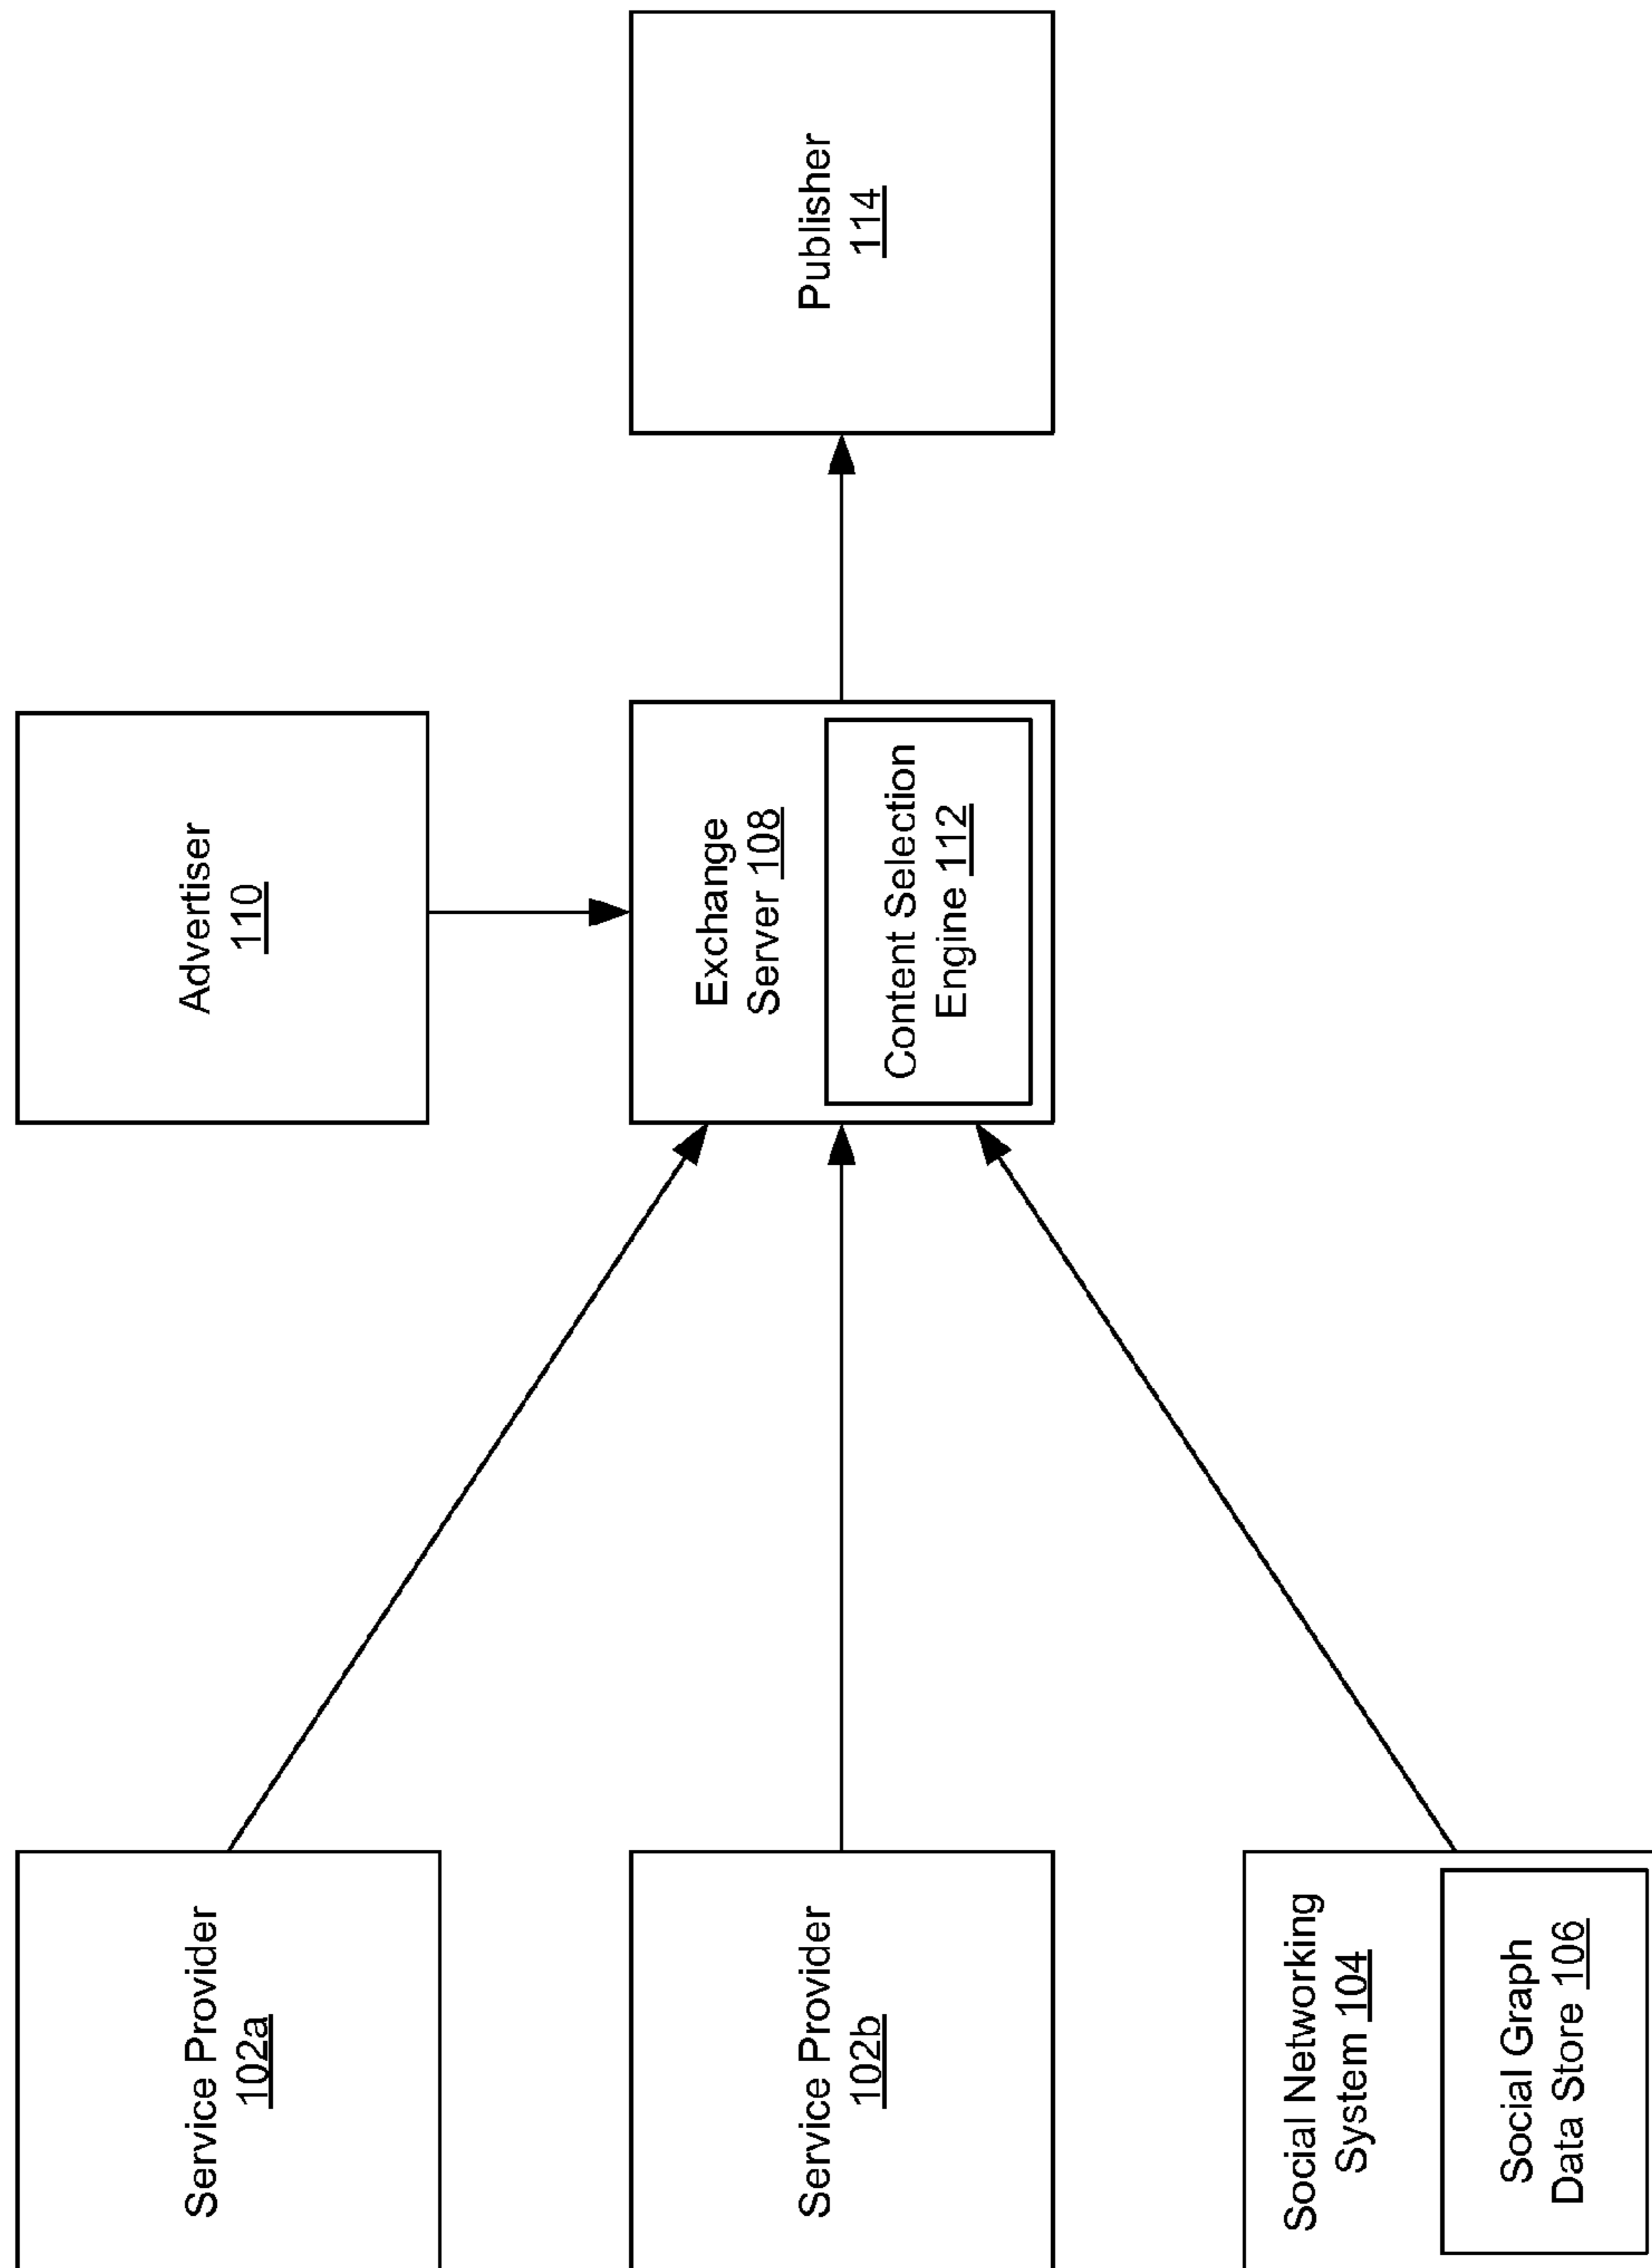 Service Provider
102a
Service Provider
102b
Social Networking
System 104
Social Graph
Data Store 106
Advertiser
110
Exchange
Server 108
Content Selection
Engine 112
Publisher
114